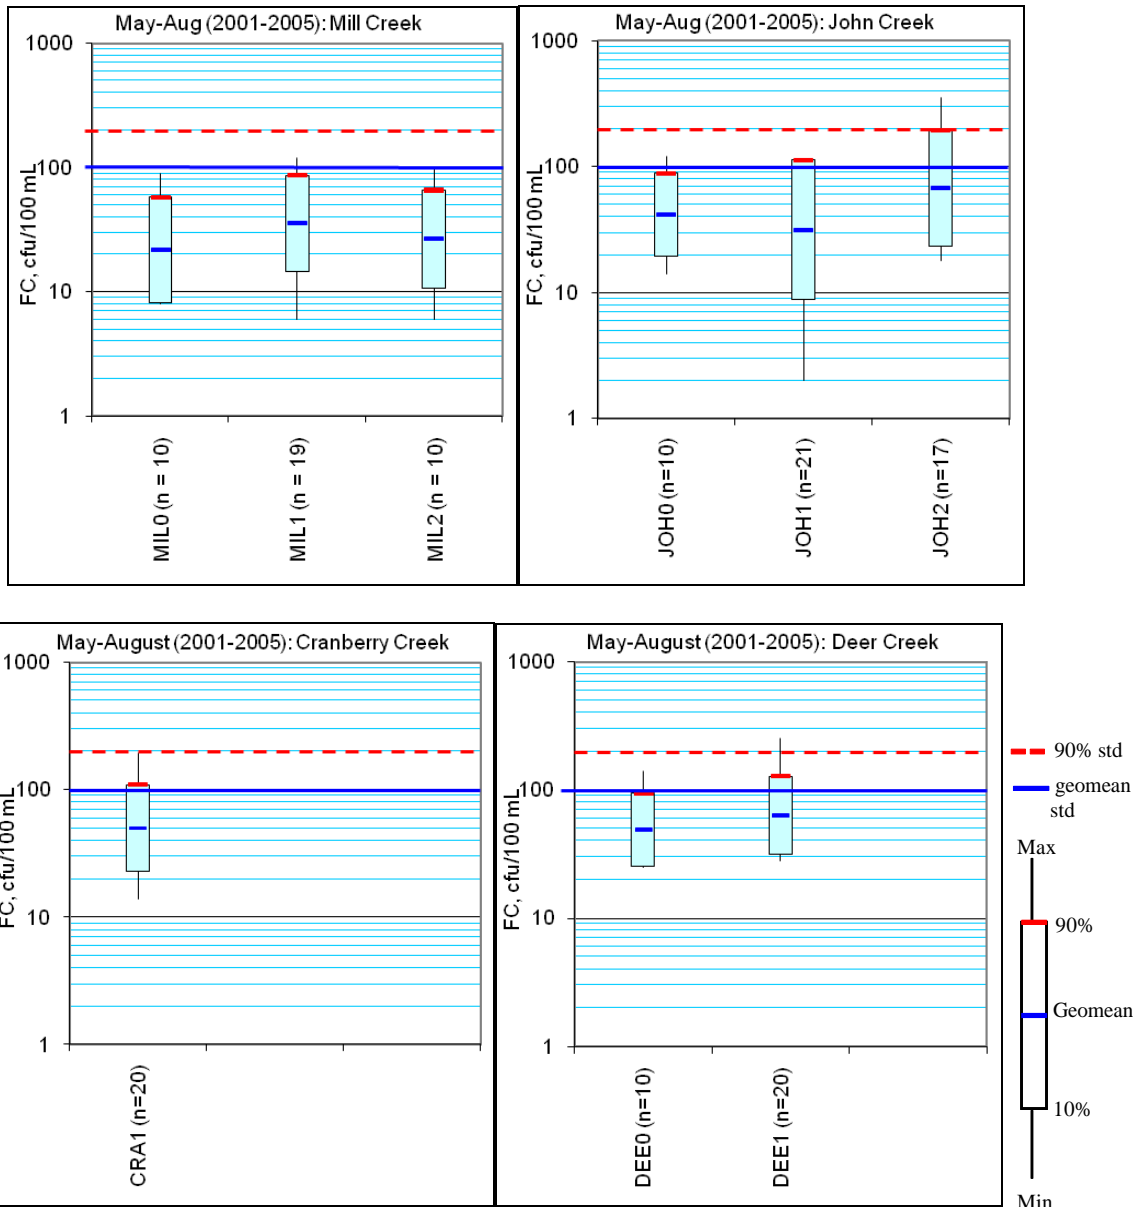 May-Aug (2001-2005): Mill Creek
1000
100
10
1
FC, cfu/100 mL
MIL0 (n = 10)
MIL1 (n = 19)
MIL2 (n = 10)
May-Aug (2001-2005): John Creek
1000
100
10
1
FC, cfu/100 mL
JOH0 (n=10)
JOH1 (n=21)
JOH2 (n=17)
May-August (2001-2005): Cranberry Creek
1000
100
10
1
FC, cfu/100 mL
CRA1 (n=20)
May-August (2001-2005): Deer Creek
1000
100
10
1
FC, cfu/100 mL
DEE0 (n=10)
DEE1 (n=20)
90% std
geomean
std
Max
90%
Geomean
10%
Min